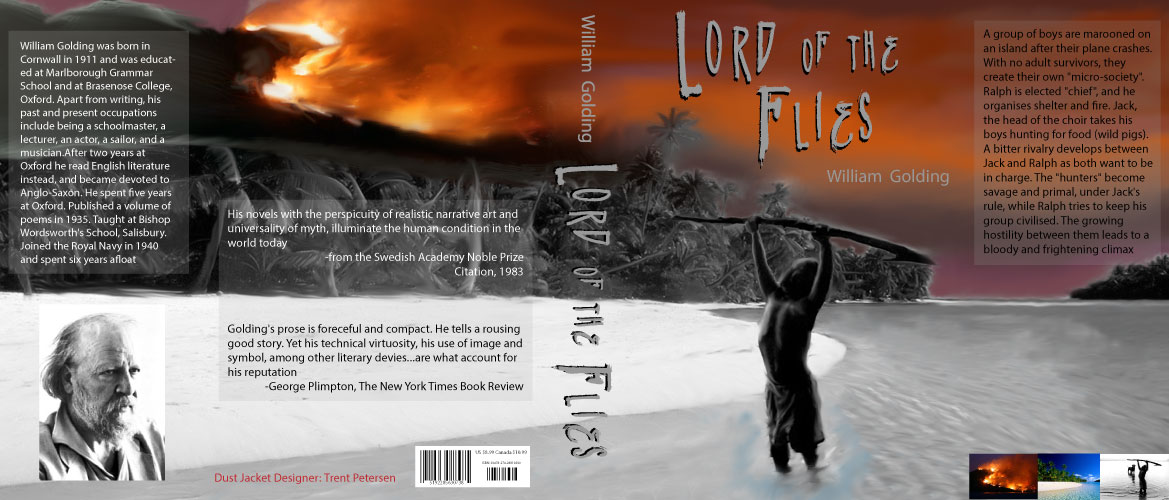 William Golding was born in
Cornwall in 1911 and was educat-
ed at Marlborough Grammar
School and at Brasenose College,
Oxford. Apart from writing, his
past and present occupations
include being a schoolmaster, a
lecturer, an actor, a sailor, and a
musician.After two years at
Oxford he read English literature
instead, and became devoted to
Anglo-Saxon. He spent five years
at Oxford. Published a volume of
poems in 1935. Taught at Bishop
Wordsworth's School, Salisbury.
Joined the Royal Navy in 1940
and spent six years afloat
His novels with the perspicuity of realistic narrative art and
universality of myth, illuminate the human condition in the
world today
-from the Swedish Academy Noble Prize
Citation, 1983
Golding's prose is foreceful and compact. He tells a rousing
good story. Yet his technical virtuosity, his use of image and
symbol, among other literary devies...are what account for
his reputation
-George Plimpton, The New York Times Book Review
Dust Jacket Designer: Trent Petersen
William Golding
LORD OF THE FLIES
LORD OF THE
FLIES
William Golding
A group of boys are marooned on
an island after their plane crashes.
With no adult survivors, they
create their own "micro-society".
Ralph is elected "chief", and he
organises shelter and fire. Jack,
the head of the choir takes his
boys hunting for food (wild pigs).
A bitter rivalry develops between
Jack and Ralph as both want to be
in charge. The "hunters" become
savage and primal, under Jack's
rule, while Ralph tries to keep his
group civilised. The growing
hostility between them leads to a
bloody and frightening climax